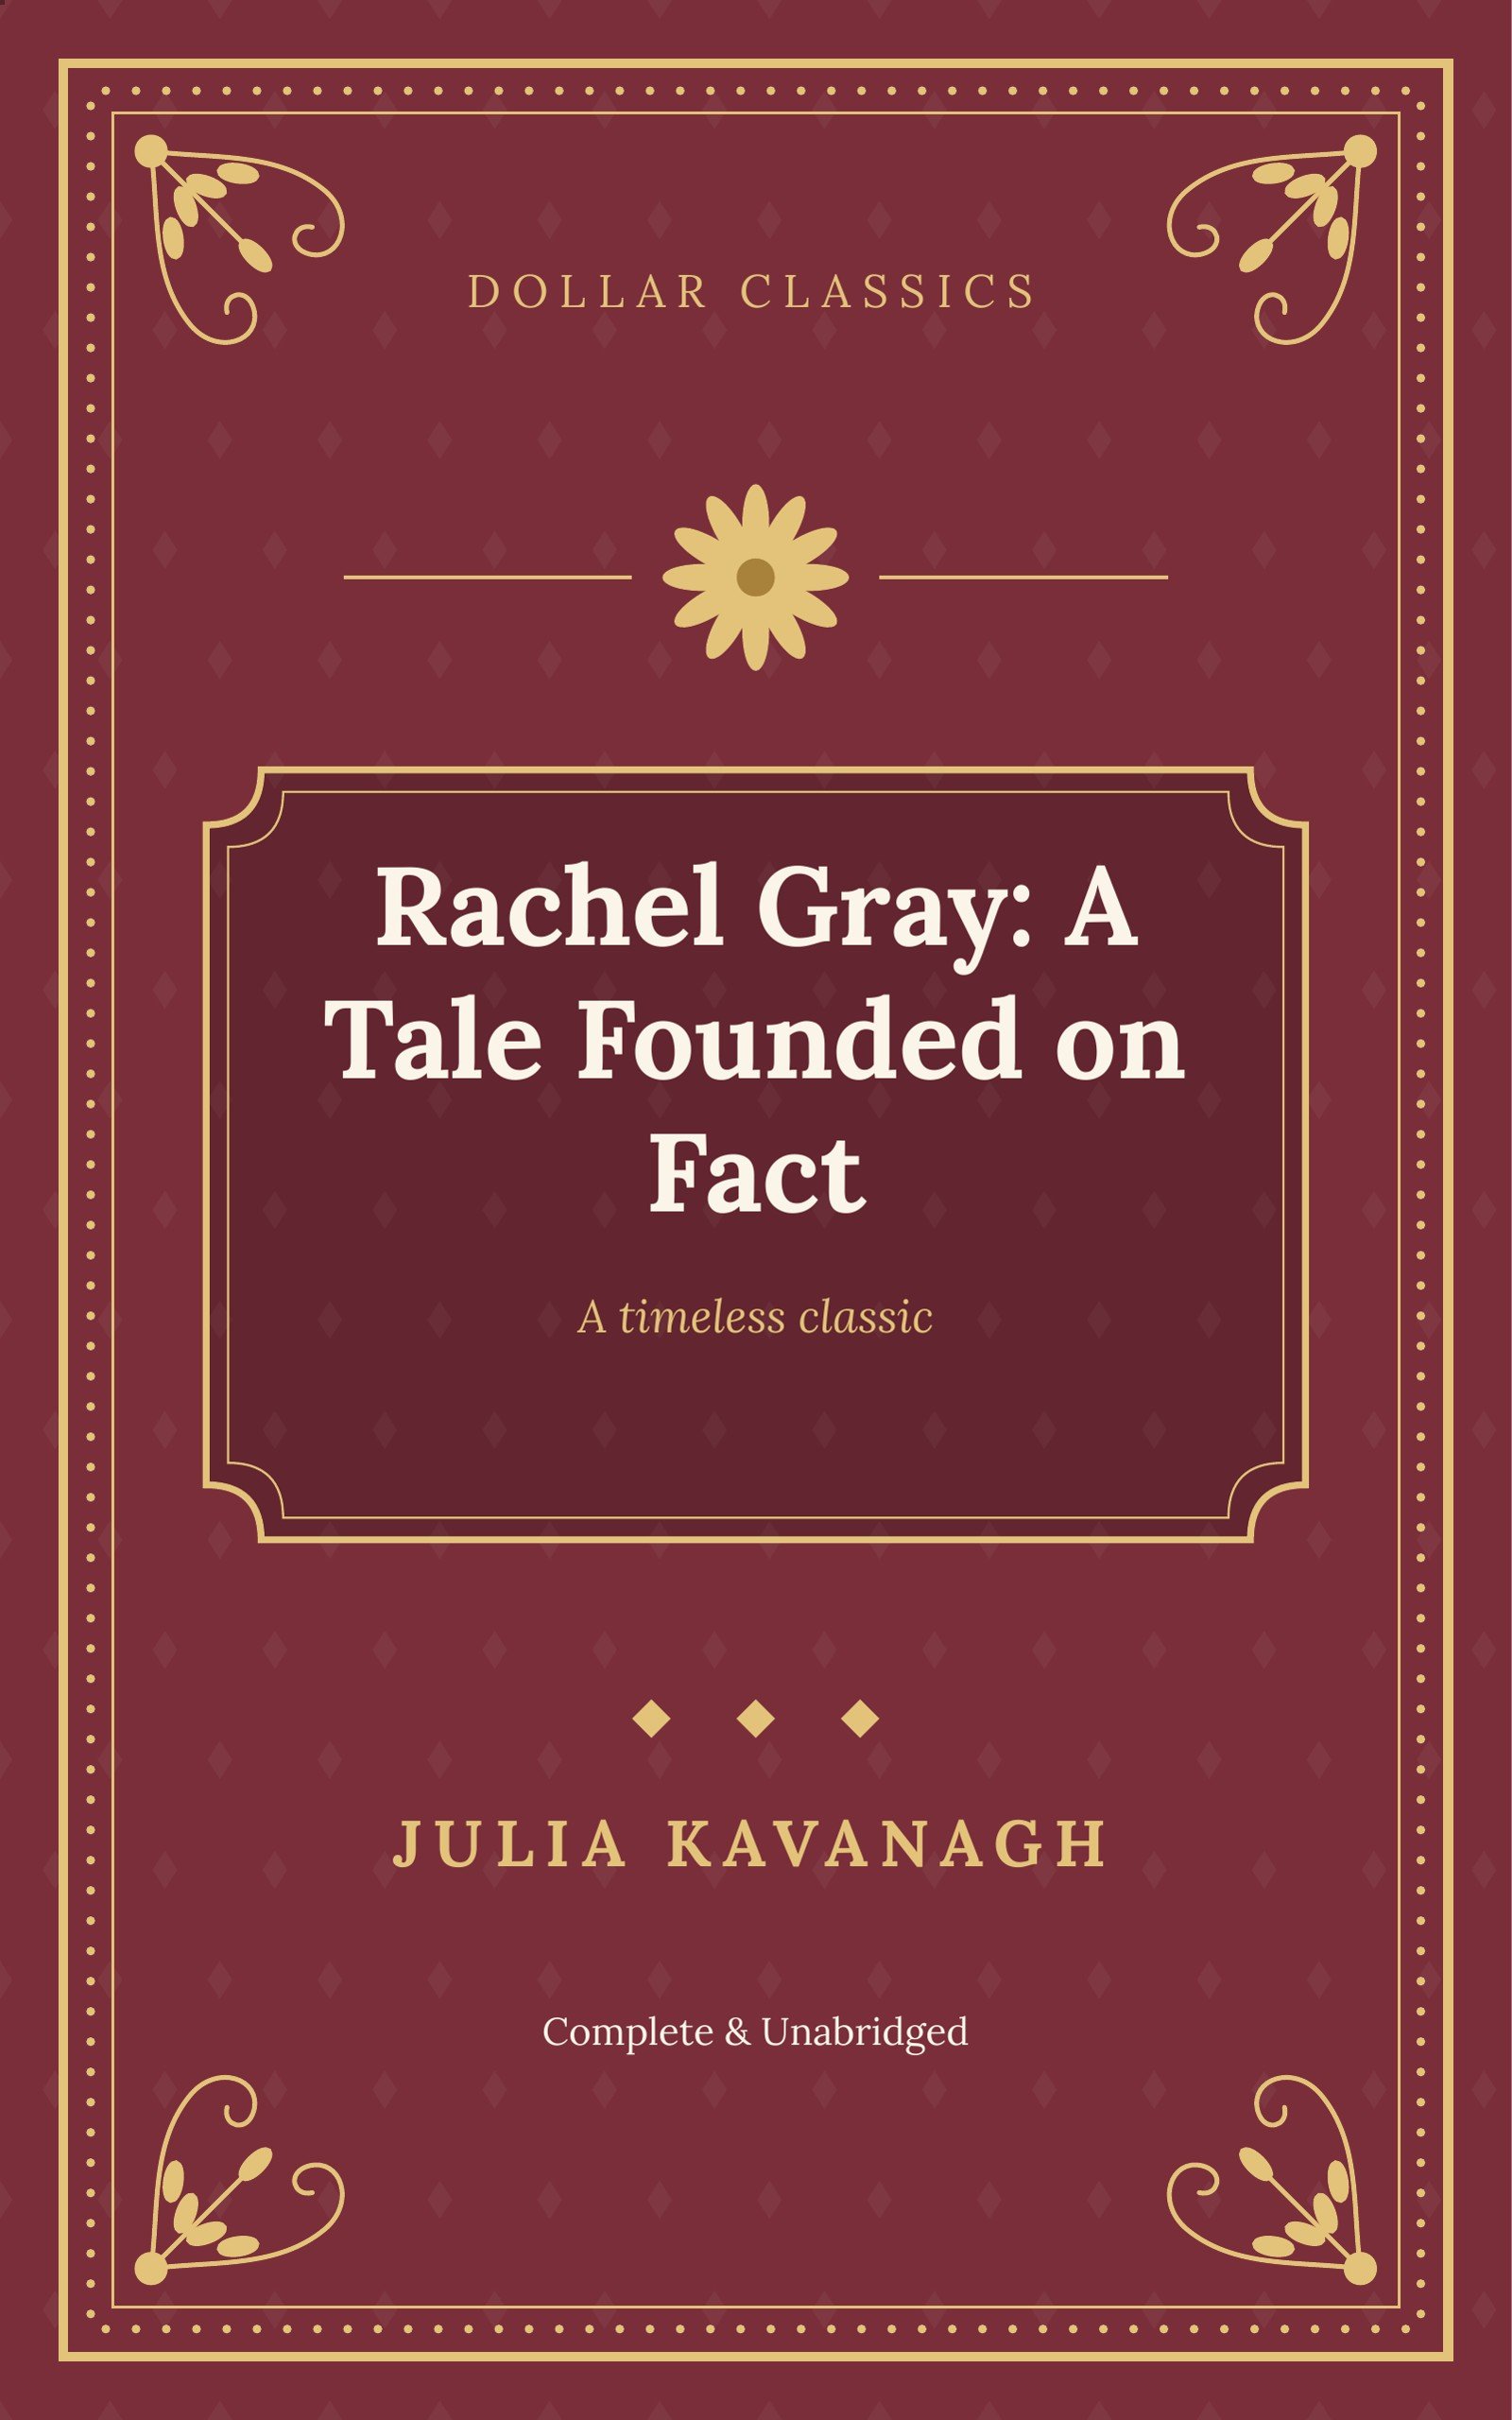 DOLLAR CLASSICS
Rachel Gray: A
Tale Founded on
Fact
A timeless classic
JULIA KAVANAGH
Complete & Unabridged